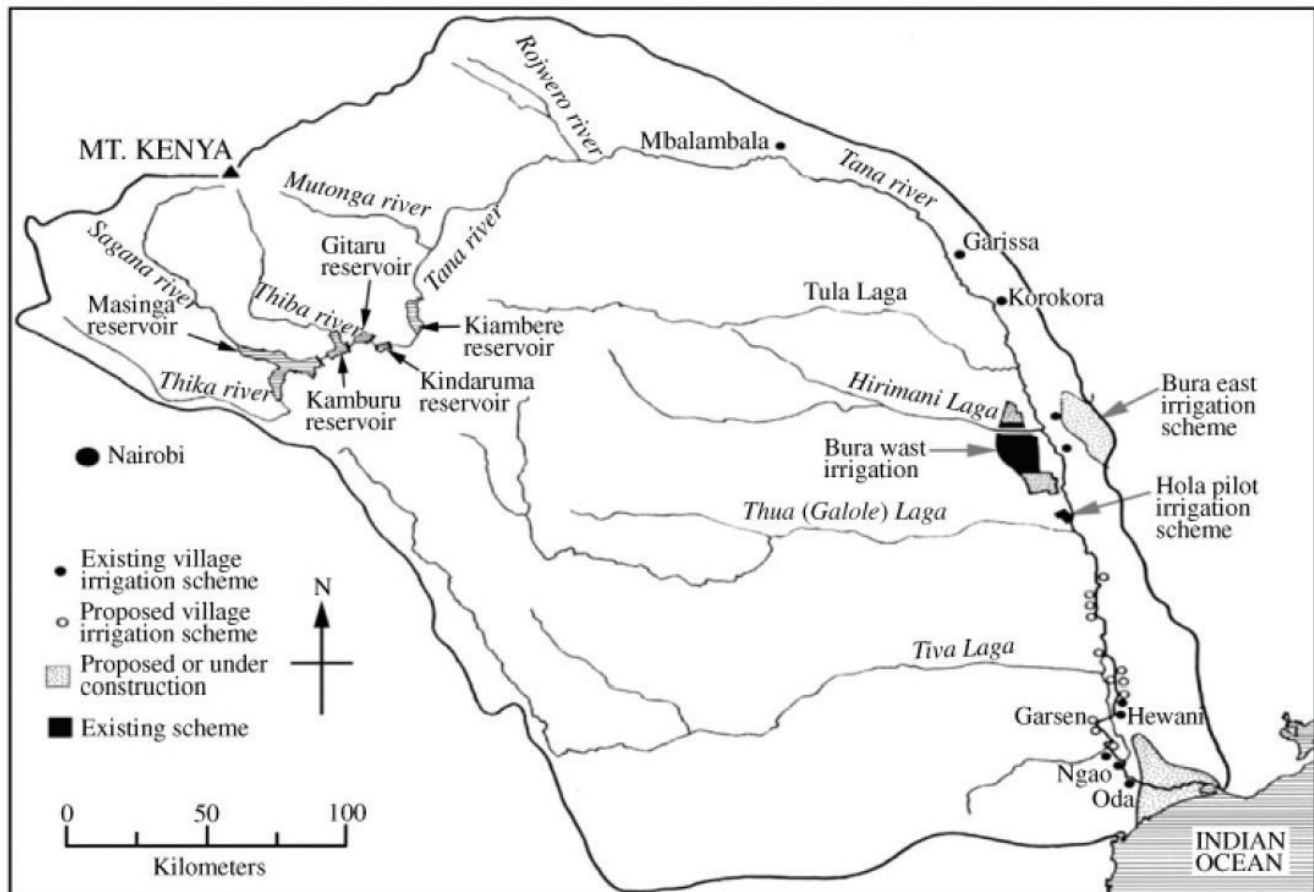 Rojwero river
Mbalambala
MT. KENYA
Tana river
Mutonga river
Garissa
Sagana river
Gitaru
reservoir
Tana river
Korokora
Tula Laga
Masinga
reservoir
Thiba river
Kiambere
reservoir
Thika river
Kamburu
reservoir
Kindaruma
reservoir
Hirimani Laga
Bura east
irrigation
scheme
Nairobi
Bura wast
irrigation
Hola pilot
irrigation
scheme
Thua (Galole) Laga
Existing village
irrigation scheme
N
Proposed village
irrigation scheme
Proposed or under
construction
Existing scheme
Tiva Laga
Garsen
Hewani
Ngao
Oda
0 50 100
Kilometers
INDIAN
OCEAN